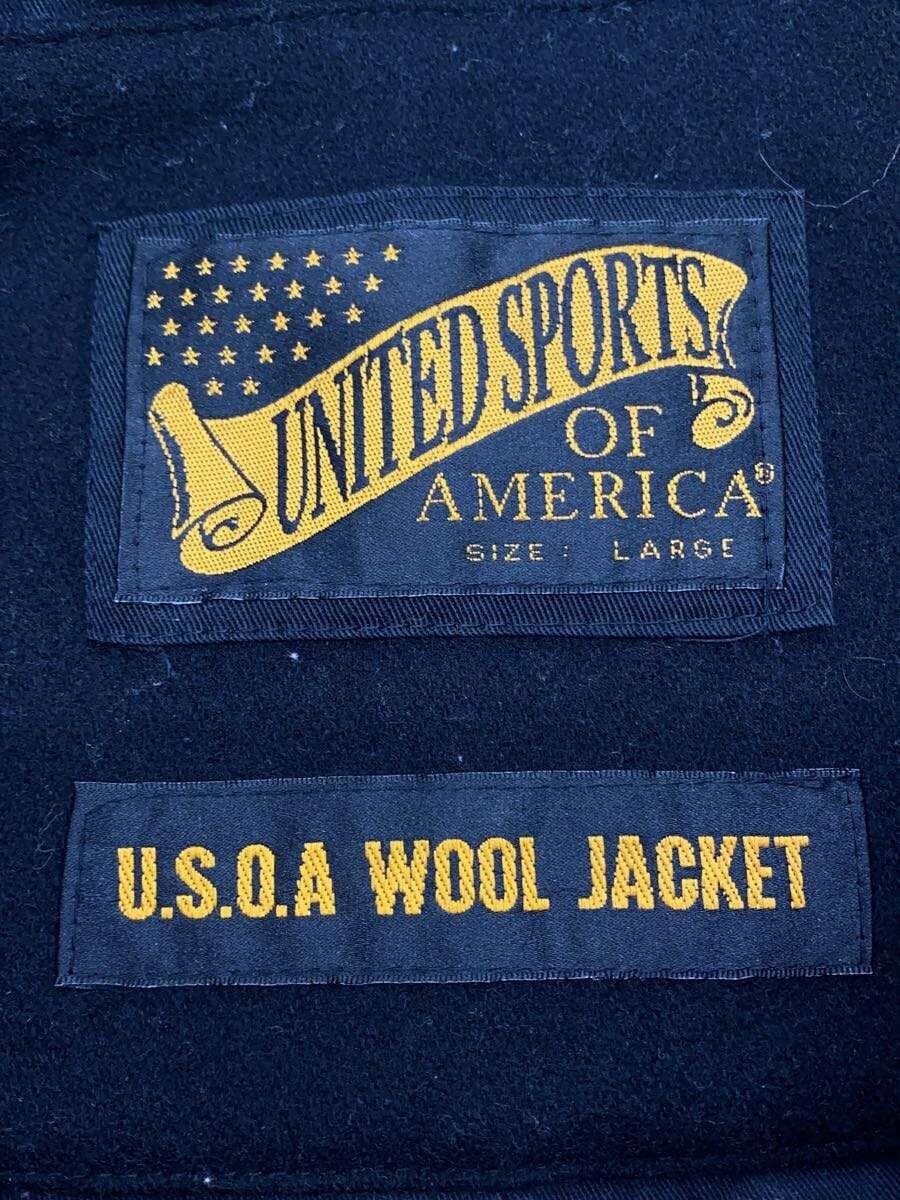 UNITED SPORTS
OF
AMERICA®
SIZE: LARGE
U.S.O.A WOOL JACKET